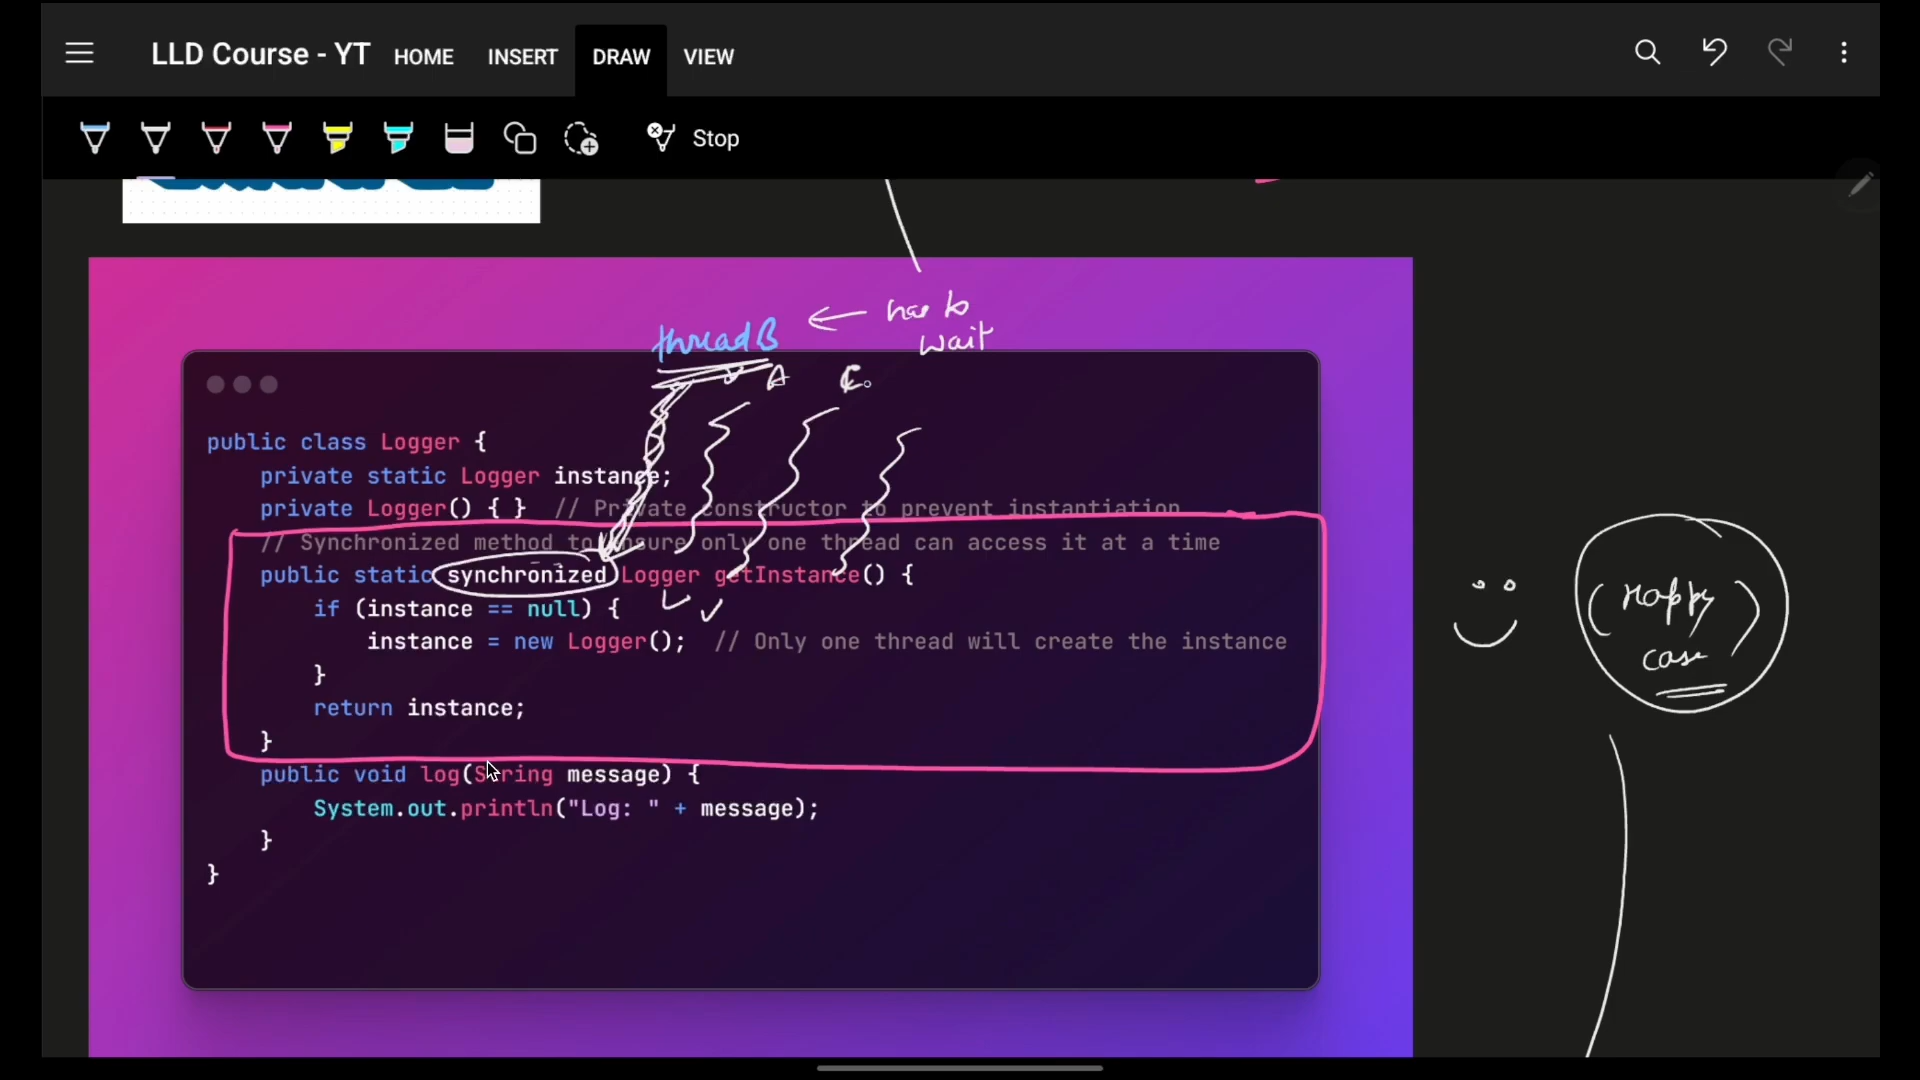 LLD Course - YT HOME INSERT DRAW VIEW
Stop
thread B ← has to
wait
A C
public class Logger {
private static Logger instance;
private Logger() { } // Private constructor to prevent instantiation
// Synchronized method to ensure only one thread can access it at a time
public static synchronized Logger getInstance() {
if (instance == null) {
instance = new Logger(); // Only one thread will create the instance
}
return instance;
}
public void log(String message) {
System.out.println("Log: " + message);
}
}
(Happy
case)